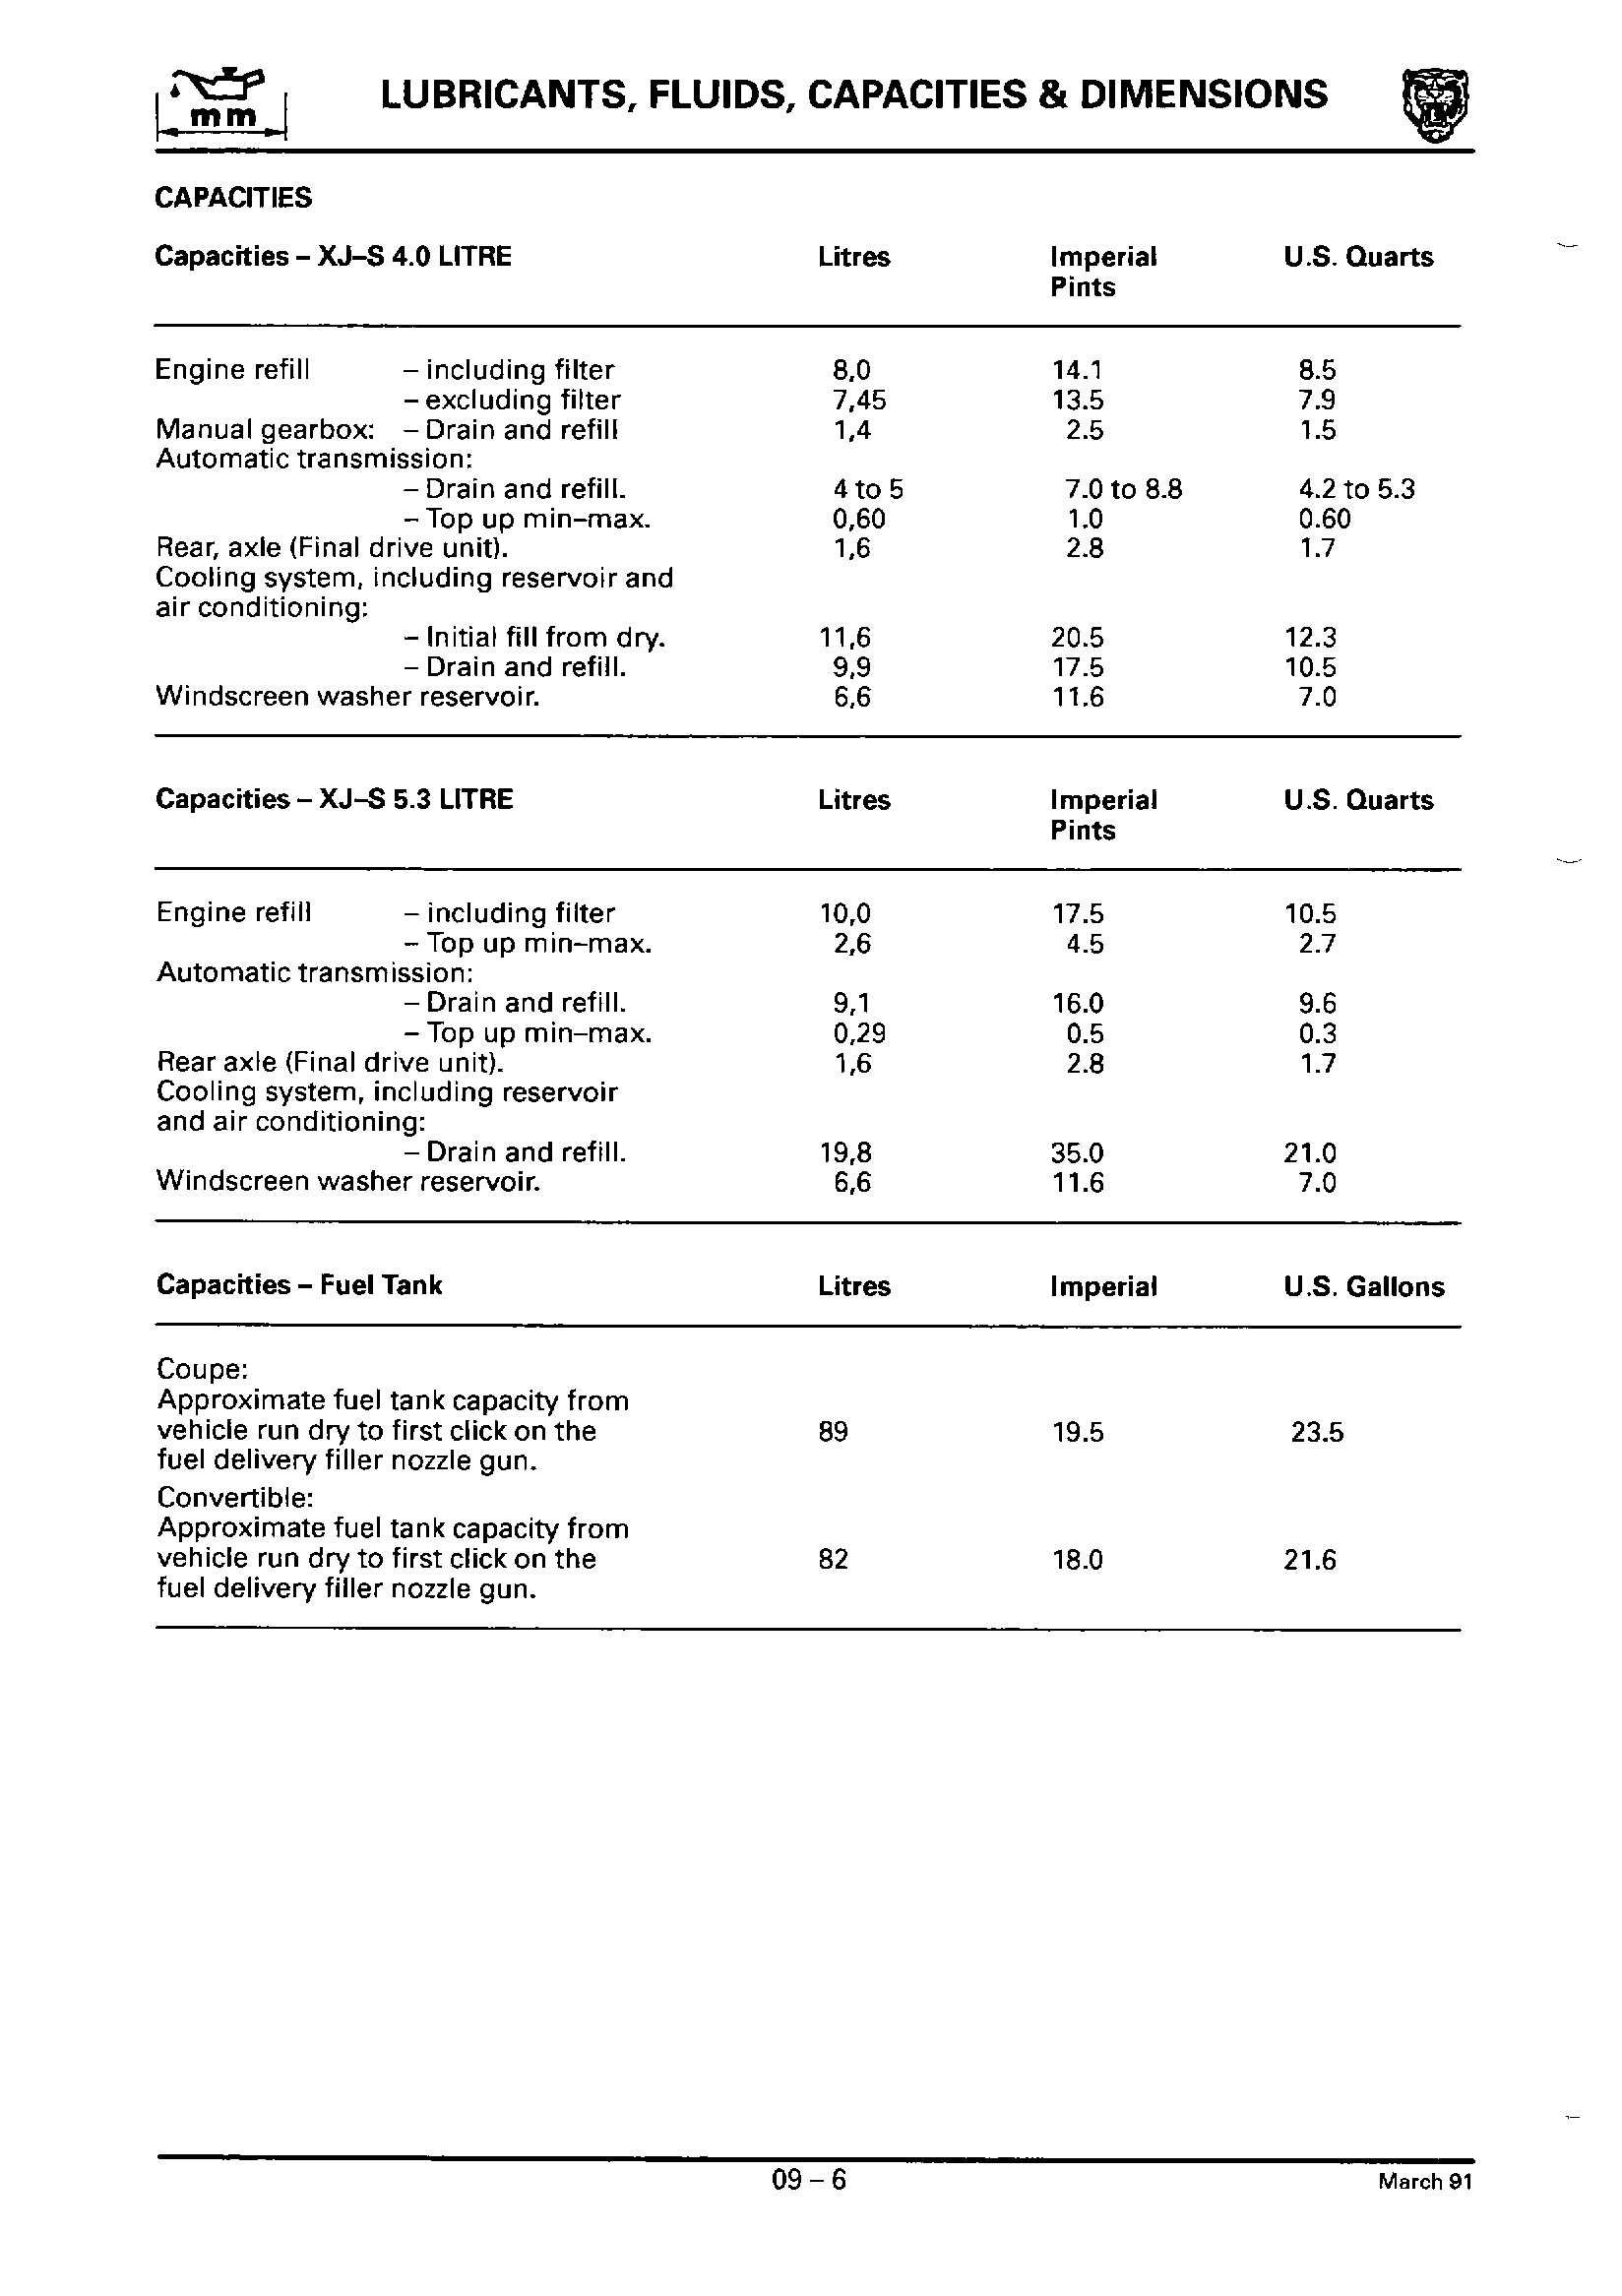 mm
LUBRICANTS, FLUIDS, CAPACITIES & DIMENSIONS
CAPACITIES
Capacities – XJ–S 4.0 LITRE Litres Imperial U.S. Quarts
Pints
Engine refill – including filter 8,0 14.1 8.5
– excluding filter 7,45 13.5 7.9
Manual gearbox: – Drain and refill 1,4 2.5 1.5
Automatic transmission:
– Drain and refill. 4 to 5 7.0 to 8.8 4.2 to 5.3
– Top up min–max. 0,60 1.0 0.60
Rear, axle (Final drive unit). 1,6 2.8 1.7
Cooling system, including reservoir and
air conditioning:
– Initial fill from dry. 11,6 20.5 12.3
– Drain and refill. 9,9 17.5 10.5
Windscreen washer reservoir. 6,6 11.6 7.0
Capacities – XJ–S 5.3 LITRE Litres Imperial U.S. Quarts
Pints
Engine refill – including filter 10,0 17.5 10.5
– Top up min–max. 2,6 4.5 2.7
Automatic transmission:
– Drain and refill. 9,1 16.0 9.6
– Top up min–max. 0,29 0.5 0.3
Rear axle (Final drive unit). 1,6 2.8 1.7
Cooling system, including reservoir
and air conditioning:
– Drain and refill. 19,8 35.0 21.0
Windscreen washer reservoir. 6,6 11.6 7.0
Capacities – Fuel Tank Litres Imperial U.S. Gallons
Coupe:
Approximate fuel tank capacity from
vehicle run dry to first click on the 89 19.5 23.5
fuel delivery filler nozzle gun.
Convertible:
Approximate fuel tank capacity from
vehicle run dry to first click on the 82 18.0 21.6
fuel delivery filler nozzle gun.
09 – 6
March 91